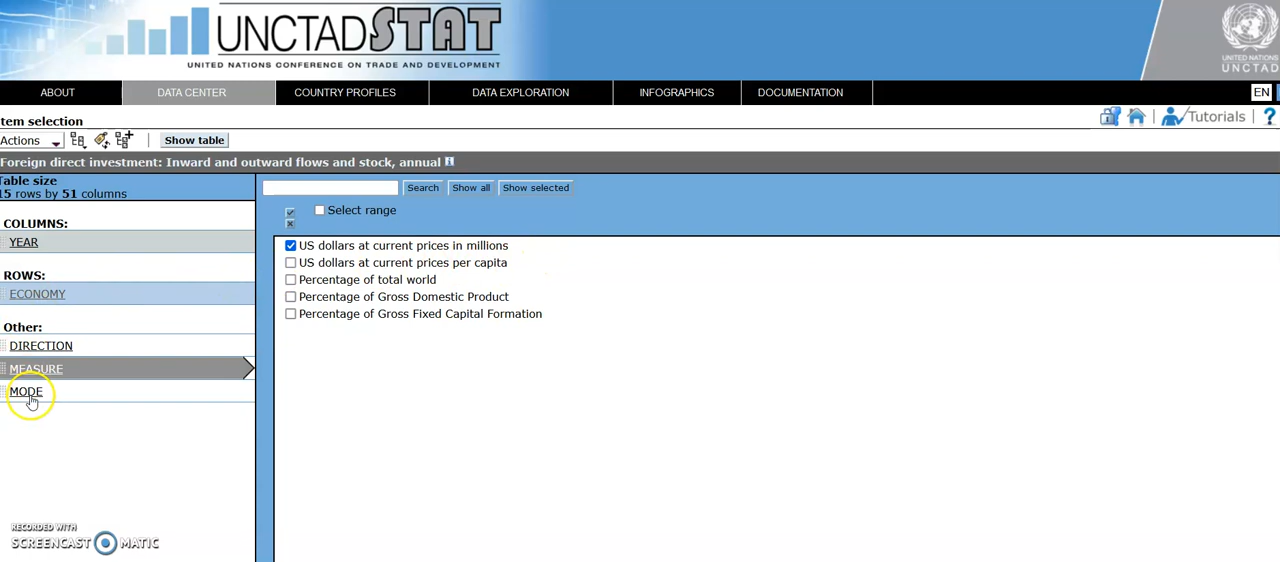 UNCTADSTAT
UNITED NATIONS CONFERENCE ON TRADE AND DEVELOPMENT
UNITED NATIONS
UNCTAD
ABOUT DATA CENTER COUNTRY PROFILES DATA EXPLORATION INFOGRAPHICS DOCUMENTATION EN
tem selection
Tutorials ?
Actions Show table
Foreign direct investment: Inward and outward flows and stock, annual i
Table size
15 rows by 51 columns
Search Show all Show selected
Select range
COLUMNS:
YEAR
ROWS:
ECONOMY
Other:
DIRECTION
MEASURE
MODE
US dollars at current prices in millions
US dollars at current prices per capita
Percentage of total world
Percentage of Gross Domestic Product
Percentage of Gross Fixed Capital Formation
RECORDED WITH
SCREENCAST MATIC